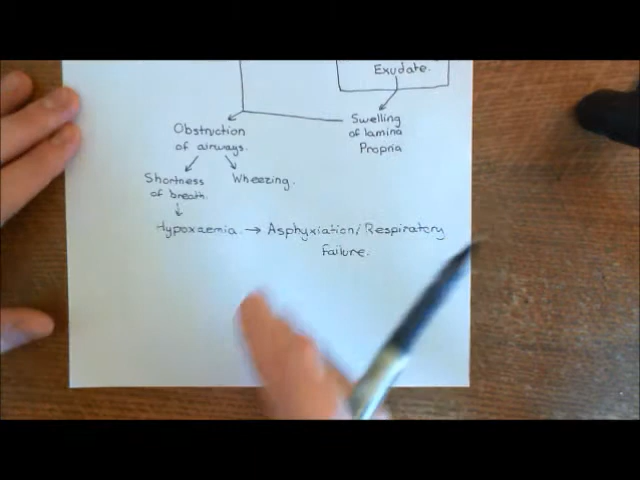 Exudate.
Swelling
of lamina
Propria
Obstruction
of airways.
Shortness
of breath.
Wheezing.
Hypoxaemia → Asphyxiation/Respiratory
Failure.